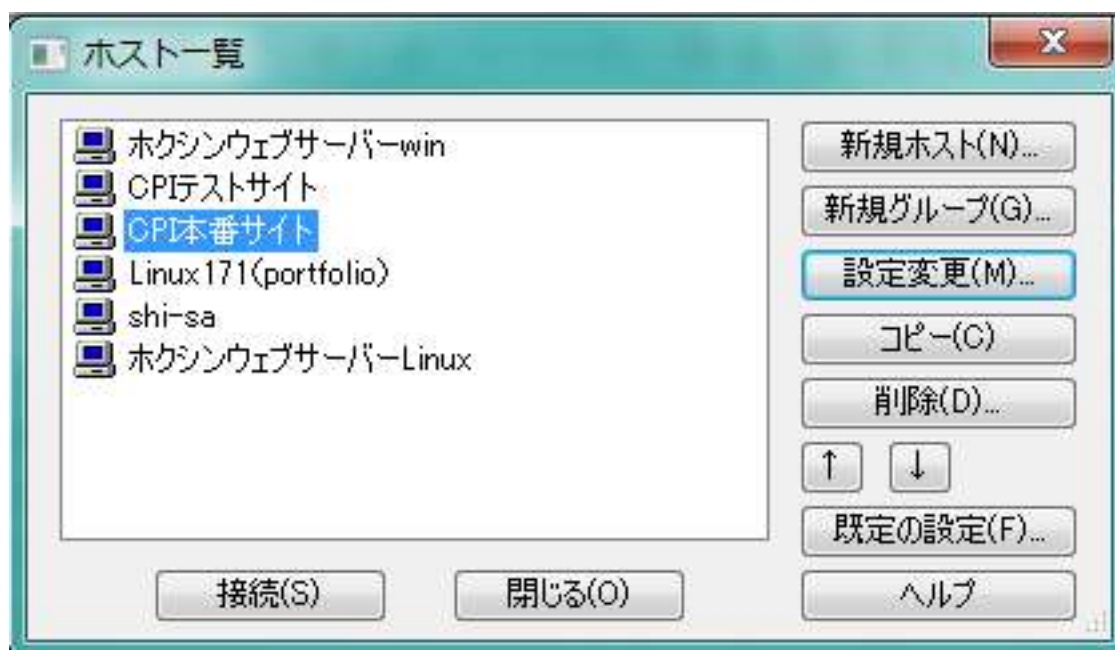 ホスト一覧
ホクシンウェブサーバーwin
CPIテストサイト
CPI本番サイト
Linux171(portfolio)
shi-sa
ホクシンウェブサーバーLinux
新規ホスト(N)...
新規グループ(G)...
設定変更(M)...
コピー(C)
削除(D)...
↑ ↓
既定の設定(F)...
接続(S) 閉じる(O) ヘルプ